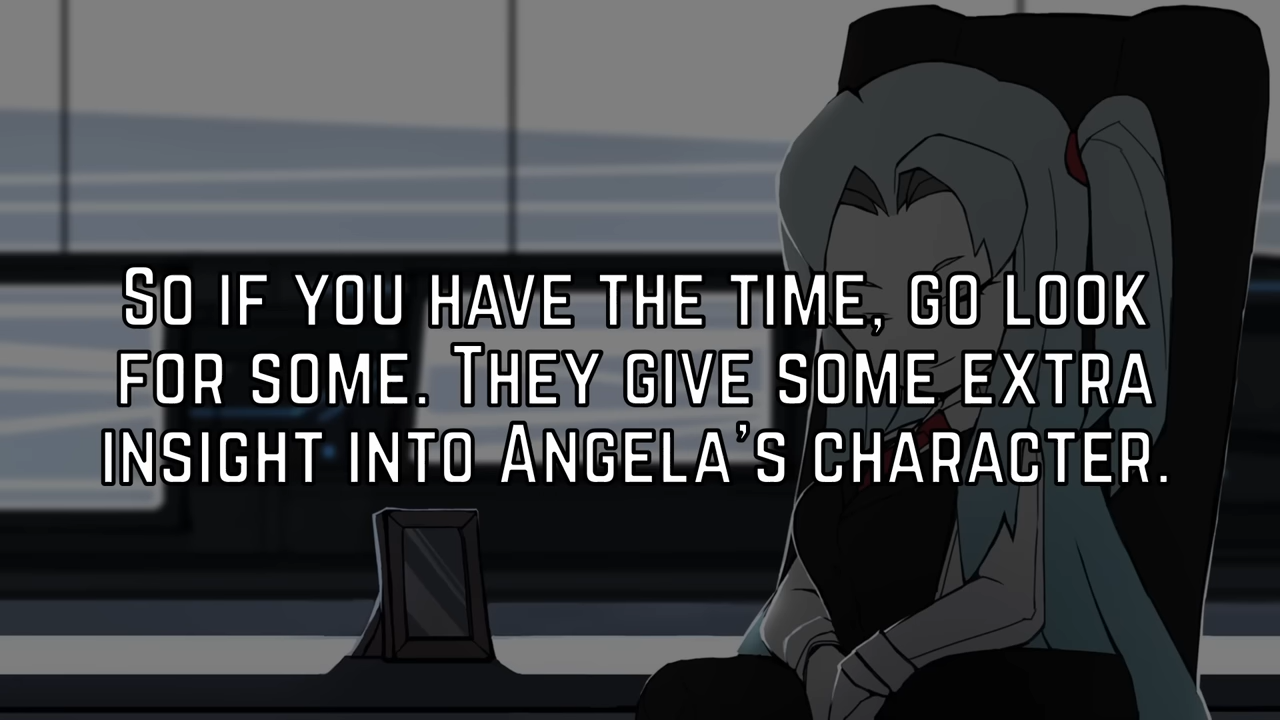 So if you have the time, go look
for some. They give some extra
insight into Angela's character.